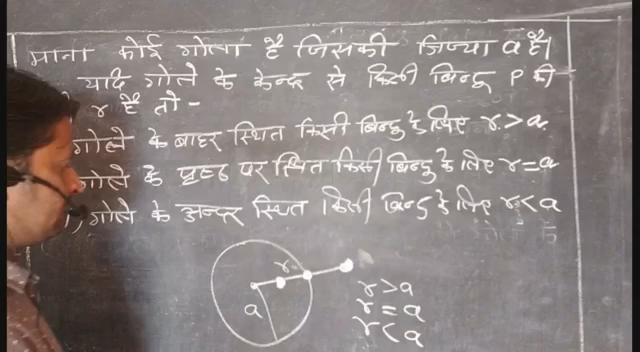 माना कोई गोला है जिसकी त्रिज्या a है।
यदि गोले के केन्द्र से किसी बिन्दु P की
r है तो -
गोले के बाहर स्थित किसी बिन्दु के लिए r > a
गोले के पृष्ठ पर स्थित किसी बिन्दु के लिए r = a
, गोले के अन्दर स्थित किसी बिन्दु के लिए r < a
r
a
r > a
r = a
r < a